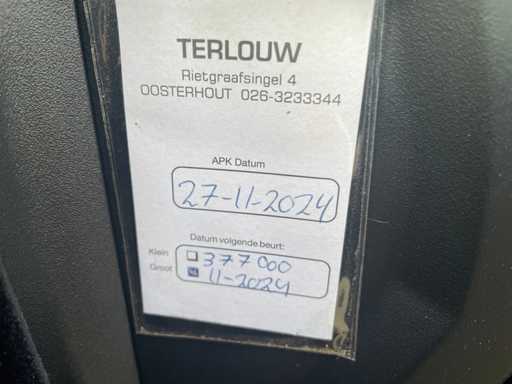 TERLOUW
Rietgraafsingel 4
OOSTERHOUT 026-3233344
APK Datum
27-11-2024
Datum volgende beurt:
Klein 377000
Groot 11-2024